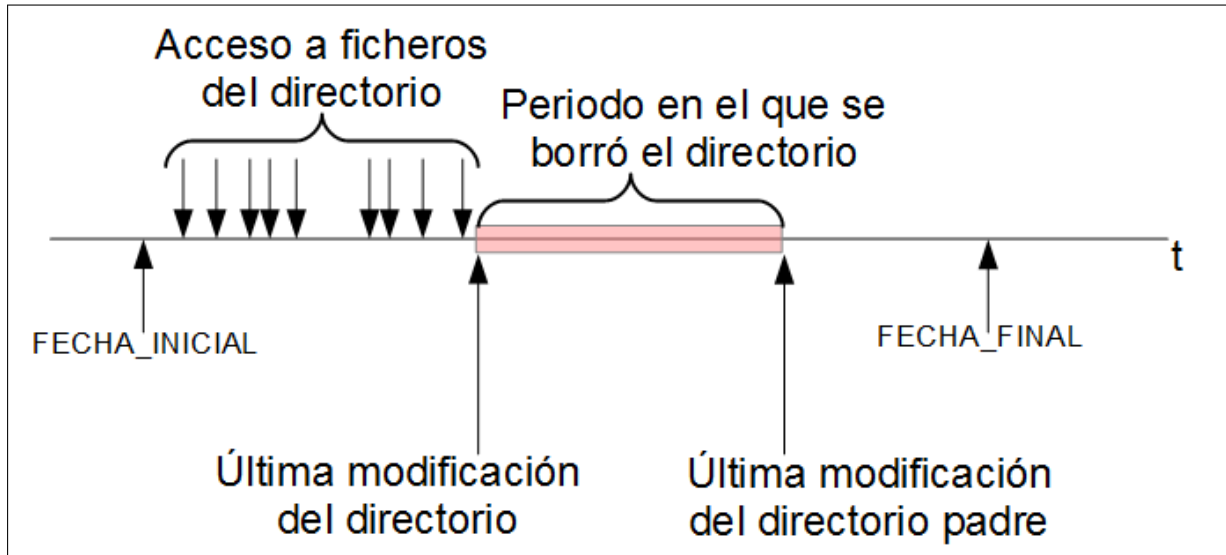 Acceso a ficheros
del directorio
Periodo en el que se
borró el directorio
t
FECHA_INICIAL
FECHA_FINAL
Última modificación
del directorio
Última modificación
del directorio padre